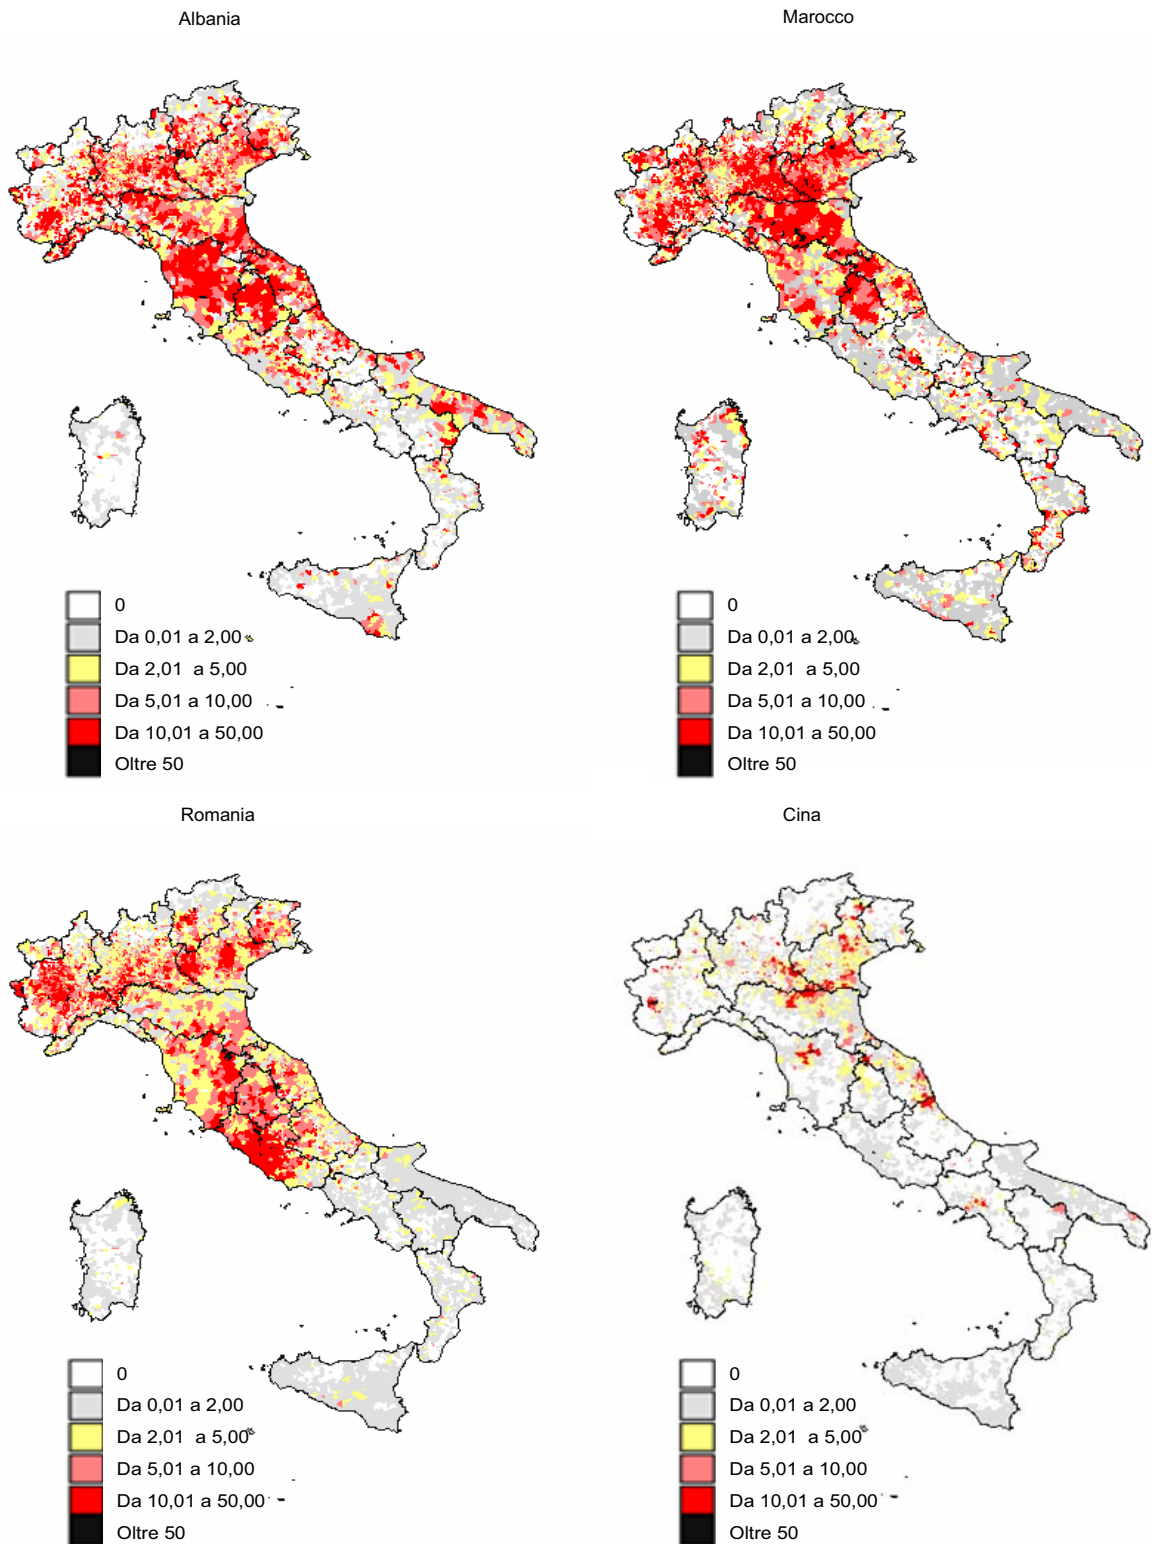 Albania
Marocco
0
Da 0,01 a 2,00
Da 2,01 a 5,00
Da 5,01 a 10,00
Da 10,01 a 50,00
Oltre 50
0
Da 0,01 a 2,00
Da 2,01 a 5,00
Da 5,01 a 10,00
Da 10,01 a 50,00
Oltre 50
Romania
Cina
0
Da 0,01 a 2,00
Da 2,01 a 5,00
Da 5,01 a 10,00
Da 10,01 a 50,00
Oltre 50
0
Da 0,01 a 2,00
Da 2,01 a 5,00
Da 5,01 a 10,00
Da 10,01 a 50,00
Oltre 50